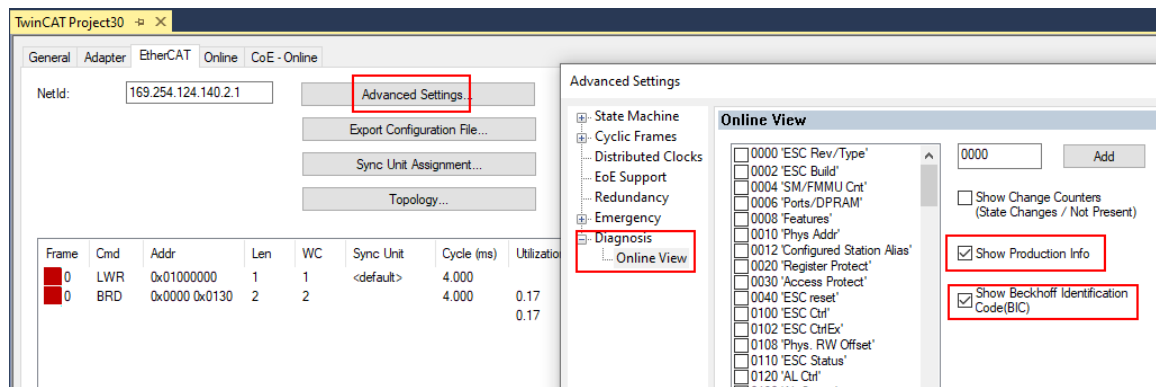 TwinCAT Project30
General Adapter EtherCAT Online CoE - Online
NetId: 169.254.124.140.2.1
Advanced Settings...
Export Configuration File...
Sync Unit Assignment...
Topology...
Frame Cmd Addr Len WC Sync Unit Cycle (ms) Utilizatio
0 LWR 0x01000000 1 1 <default> 4.000
0 BRD 0x0000 0x0130 2 2 4.000 0.17
0.17
Advanced Settings
State Machine
Cyclic Frames
Distributed Clocks
EoE Support
Redundancy
Emergency
Diagnosis
Online View
Online View
0000 'ESC Rev/Type'
0002 'ESC Build'
0004 'SM/FMMU Cnt'
0006 'Ports/DPRAM'
0008 'Features'
0010 'Phys Addr'
0012 'Configured Station Alias'
0020 'Register Protect'
0030 'Access Protect'
0040 'ESC reset'
0100 'ESC Ctrl'
0102 'ESC CtrlEx'
0108 'Phys. RW Offset'
0110 'ESC Status'
0120 'AL Ctrl'
0000 Add
Show Change Counters
(State Changes / Not Present)
Show Production Info
Show Beckhoff Identification
Code(BIC)